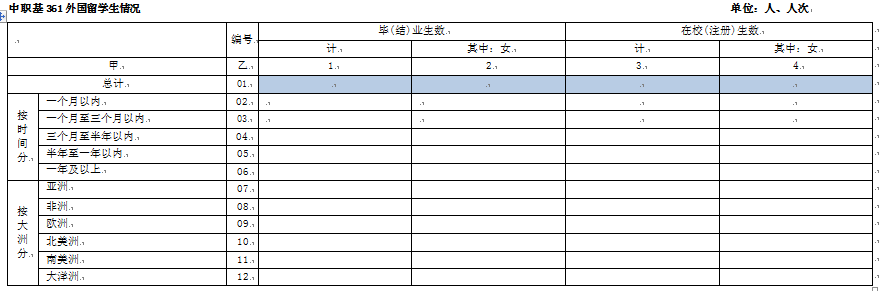 中职基 361 外国留学生情况 单位：人、人次
编号 毕(结)业生数 在校(注册)生数
计 其中：女 计 其中：女
甲 乙 1 2 3 4
总计 01
按时间分
一个月以内 02
一个月至三个月以内 03
三个月至半年以内 04
半年至一年以内 05
一年及以上 06
按大洲分
亚洲 07
非洲 08
欧洲 09
北美洲 10
南美洲 11
大洋洲 12